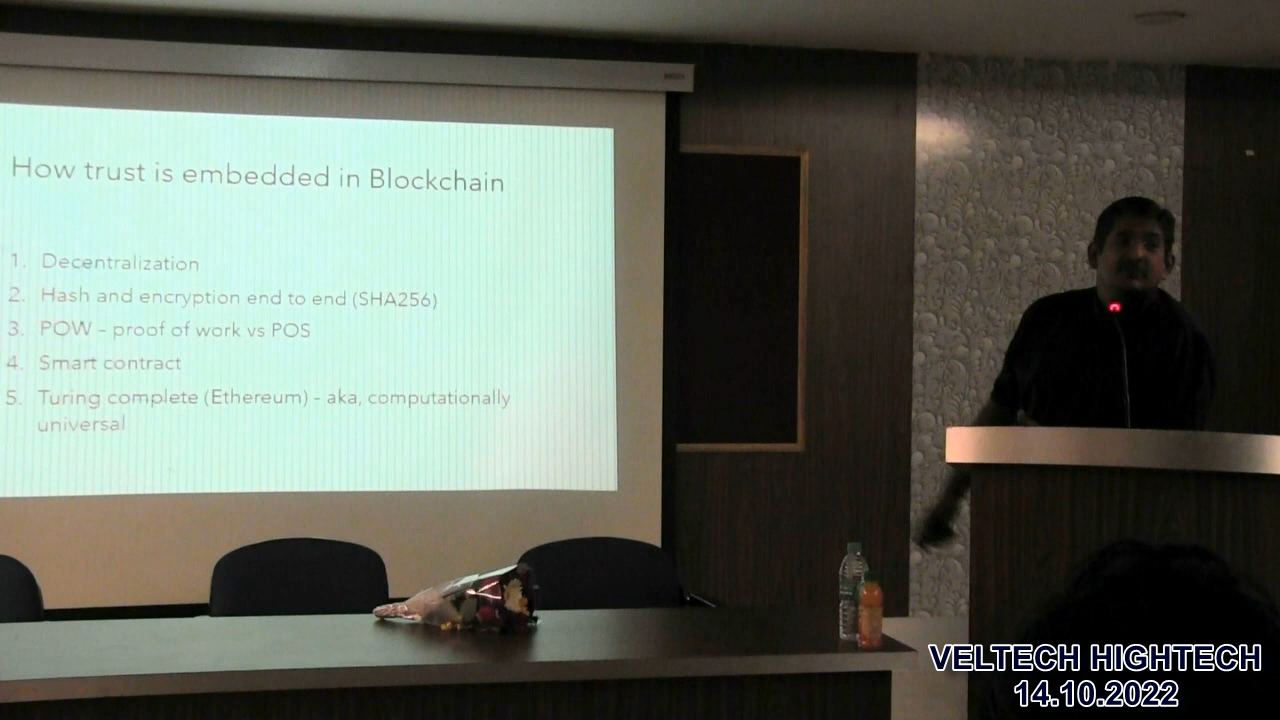 How trust is embedded in Blockchain
1. Decentralization
2. Hash and encryption end to end (SHA256)
3. POW – proof of work vs POS
4. Smart contract
5. Turing complete (Ethereum) – aka, computationally
universal
VELTECH HIGHTECH
14.10.2022